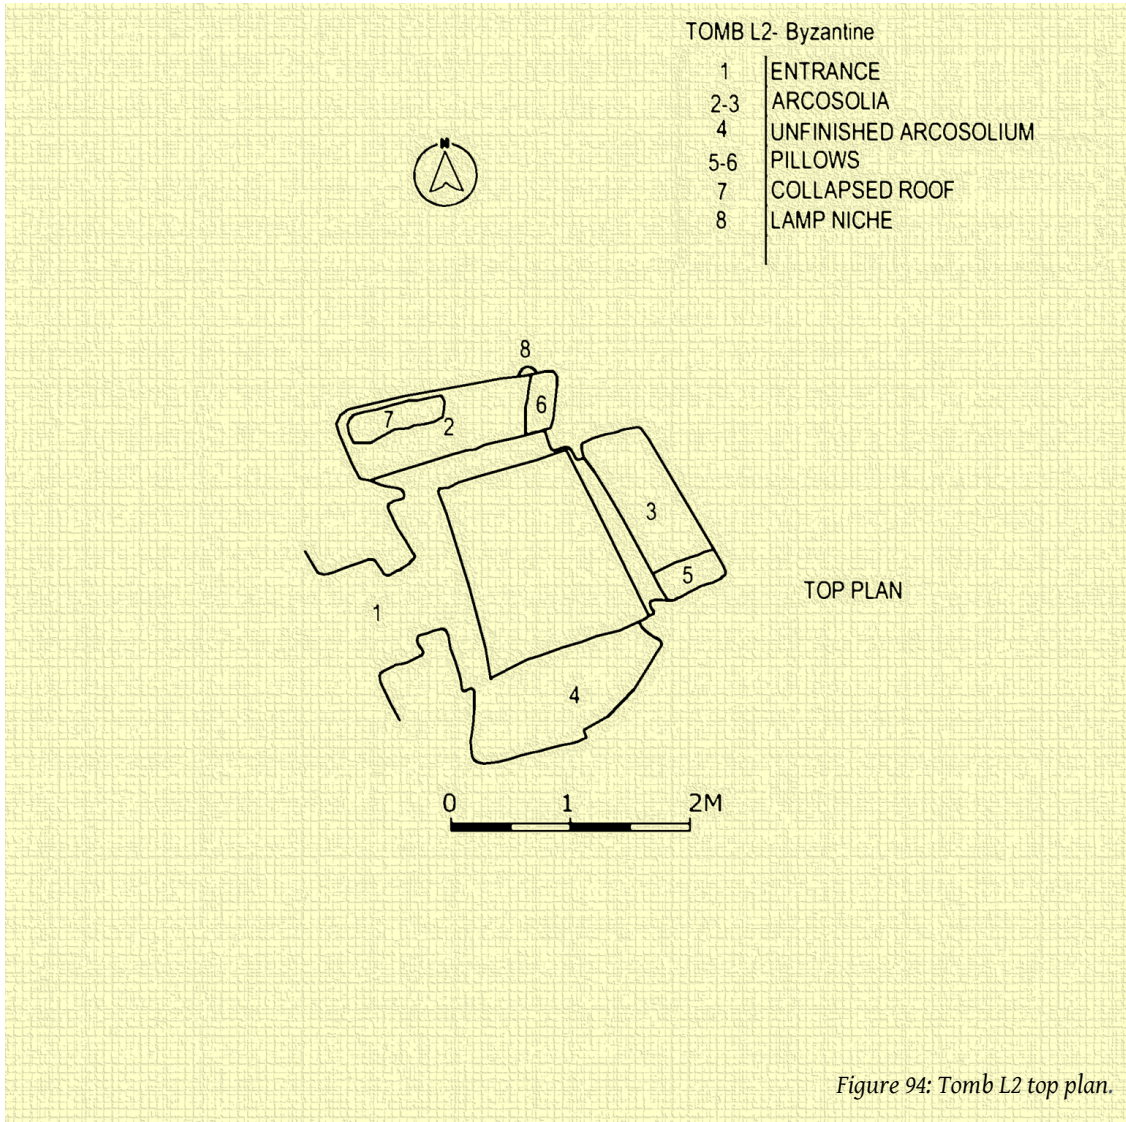 TOMB L2- Byzantine
1 ENTRANCE
2-3 ARCOSOLIA
4 UNFINISHED ARCOSOLIUM
5-6 PILLOWS
7 COLLAPSED ROOF
8 LAMP NICHE
N
8
6
7
2
3
5
TOP PLAN
1
4
0 1 2M
Figure 94: Tomb L2 top plan.